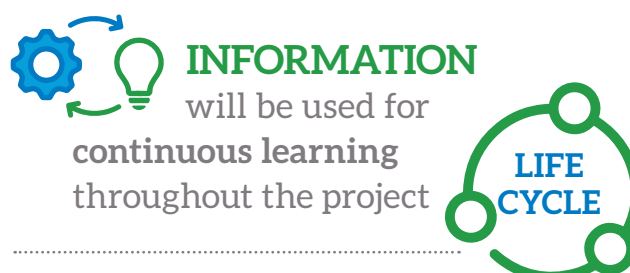 INFORMATION
will be used for
continuous learning
throughout the project
LIFE
CYCLE